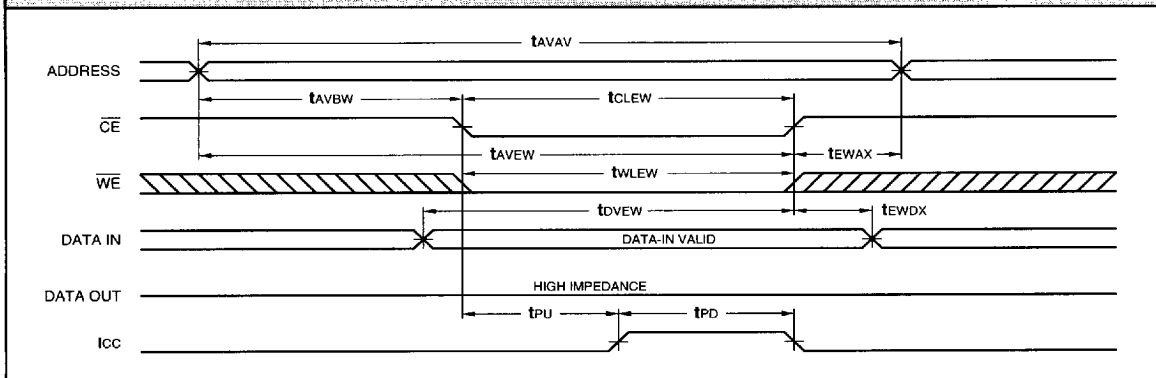 tAVAV
ADDRESS
tAVBW
tCLEW
CE
tAVEW
tEWAX
WE
tWLEW
tDVEW
tEWDX
DATA IN
DATA-IN VALID
DATA OUT
HIGH IMPEDANCE
tPU
tPD
ICC